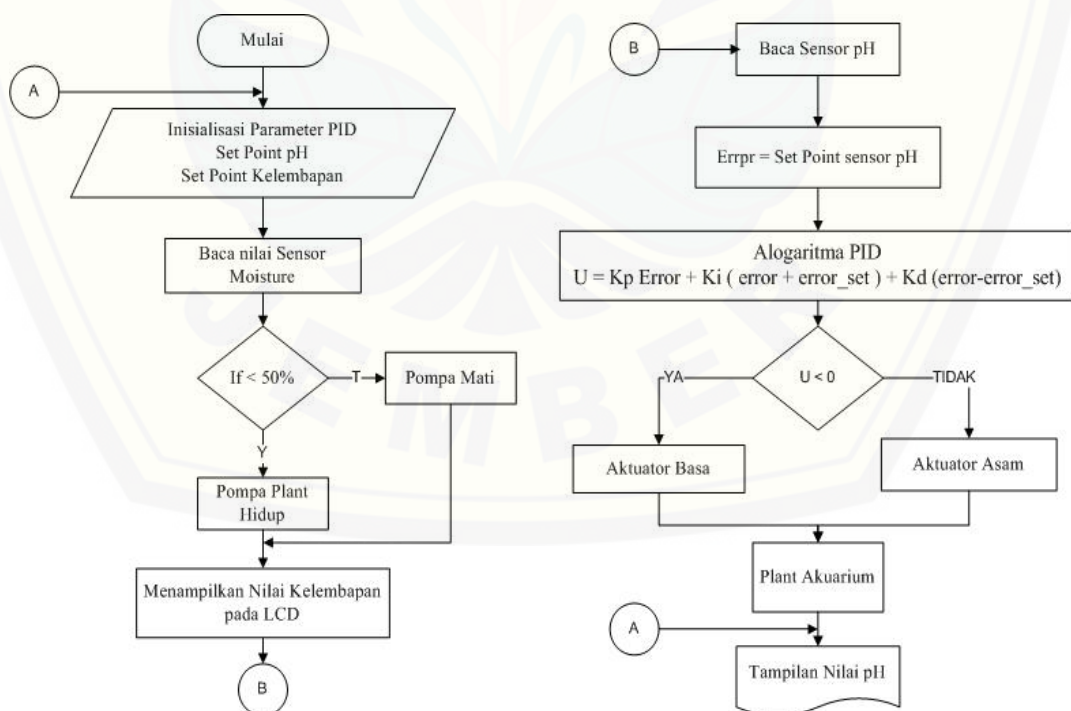 Mulai
A
Inisialisasi Parameter PID
Set Point pH
Set Point Kelembapan
Baca nilai Sensor
Moisture
If < 50%
T
Pompa Mati
Y
Pompa Plant
Hidup
Menampilkan Nilai Kelembapan
pada LCD
B
B
Baca Sensor pH
Errpr = Set Point sensor pH
Alogaritma PID
U = Kp Error + Ki ( error + error_set ) + Kd (error-error_set)
U < 0
YA
TIDAK
Aktuator Basa
Aktuator Asam
Plant Akuarium
A
Tampilan Nilai pH
JEMBER